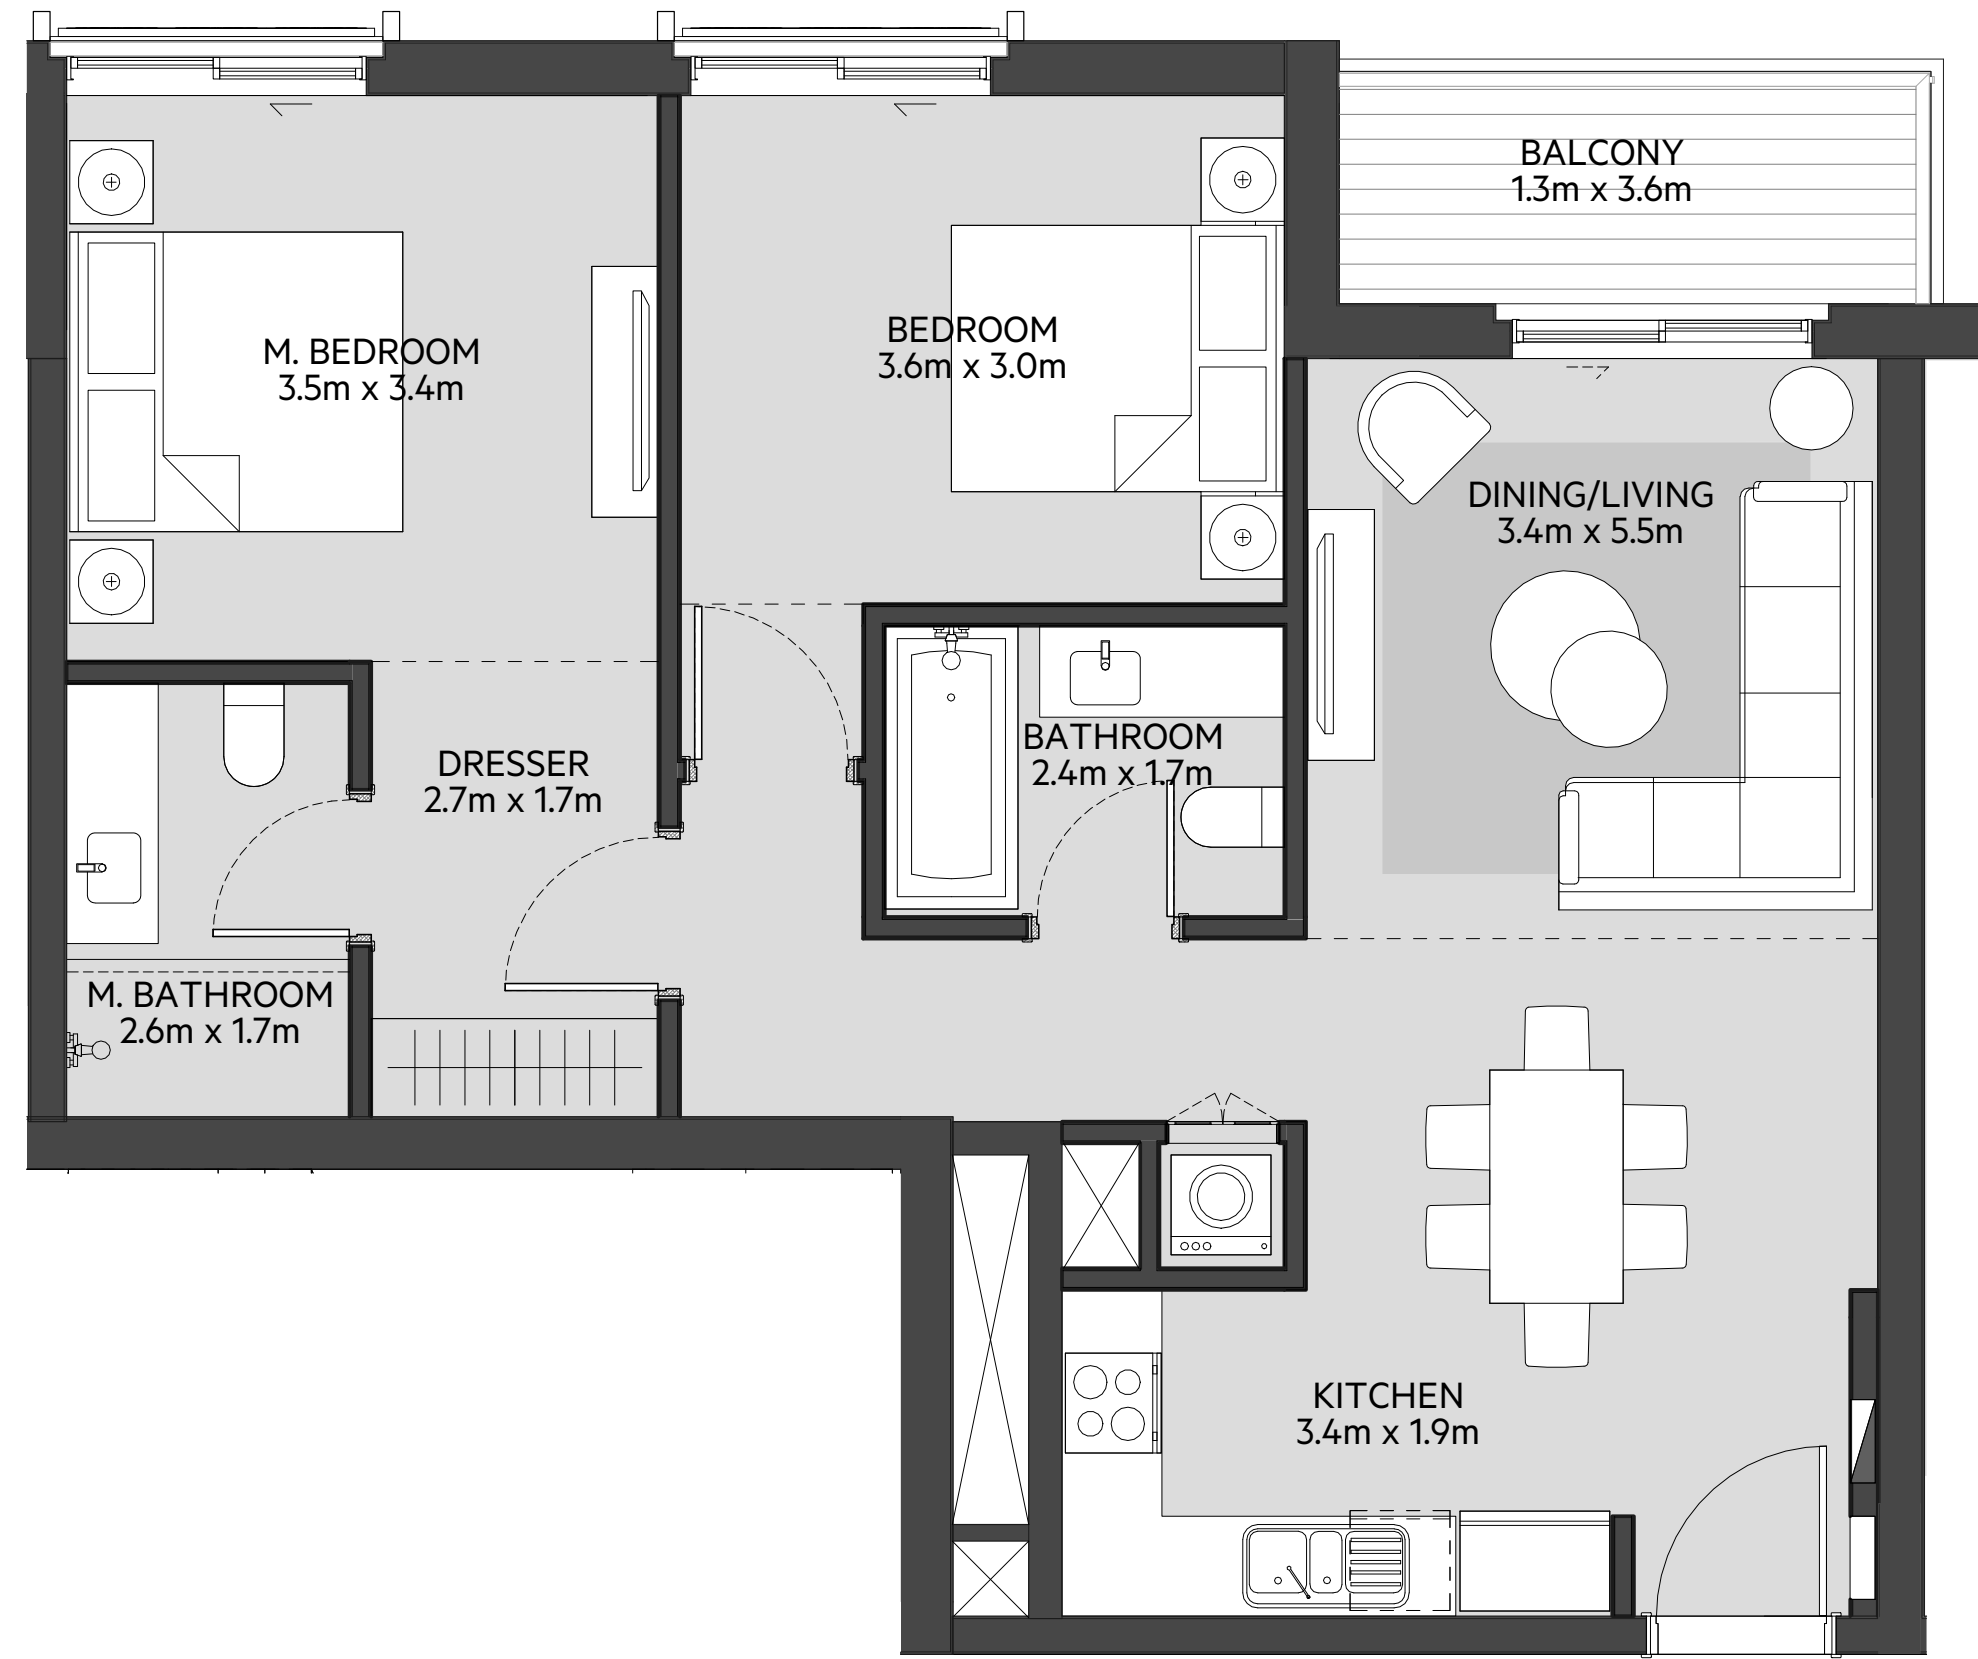 BALCONY
1.3m x 3.6m
M. BEDROOM
3.5m x 3.4m
BEDROOM
3.6m x 3.0m
DINING/LIVING
3.4m x 5.5m
DRESSER
2.7m x 1.7m
BATHROOM
2.4m x 1.7m
M. BATHROOM
2.6m x 1.7m
KITCHEN
3.4m x 1.9m